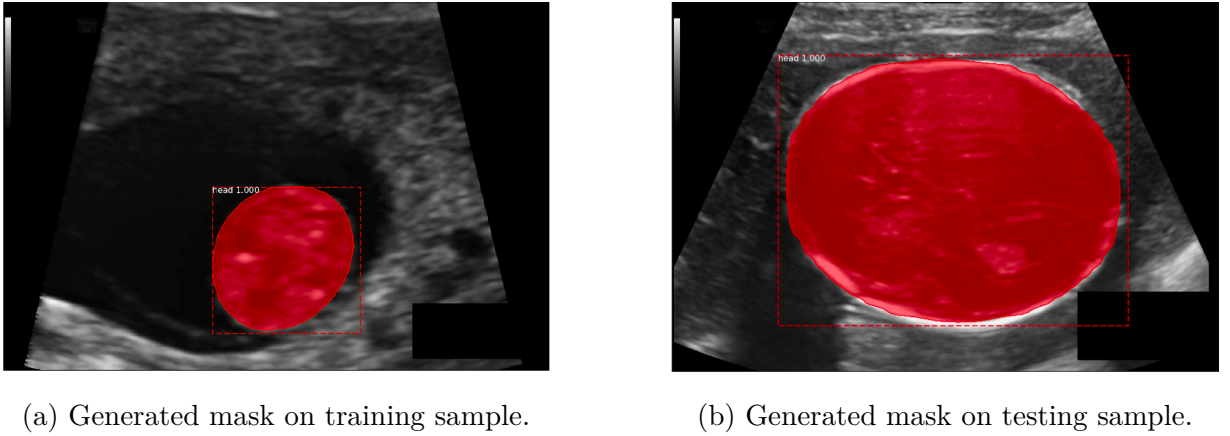 head 1.000
head 1.000
(a) Generated mask on training sample.
(b) Generated mask on testing sample.